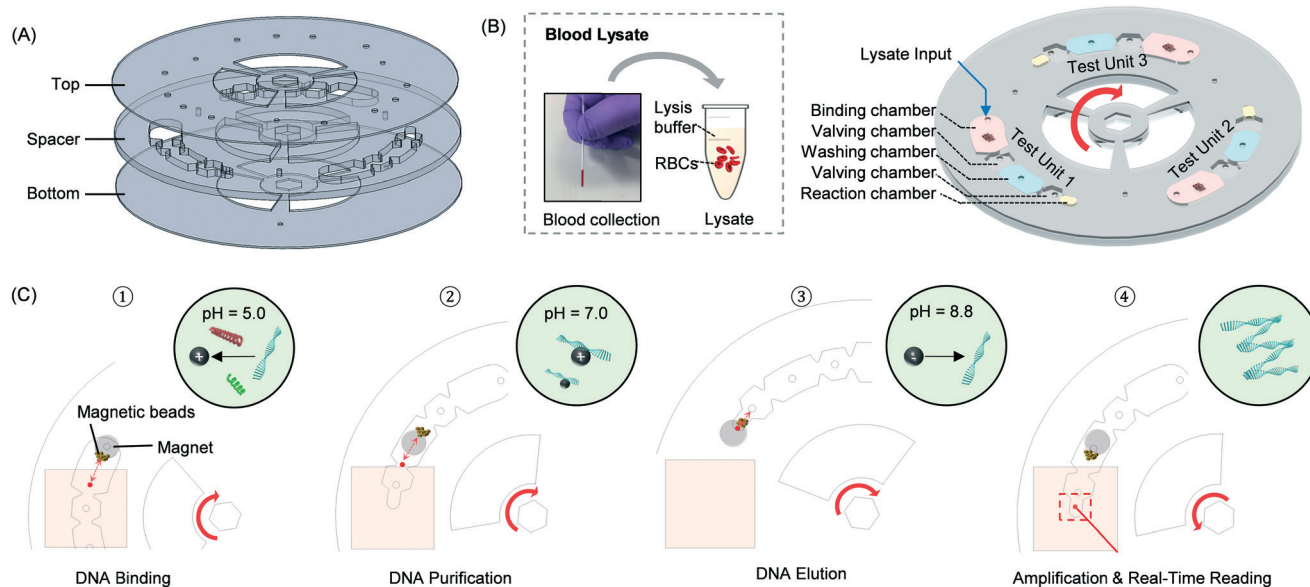 (A)
Top
Spacer
Bottom
(B)
Blood Lysate
Lysis
buffer
RBCs
Blood collection
Lysate
Lysate Input
Binding chamber
Valving chamber
Washing chamber
Valving chamber
Reaction chamber
Test Unit 1
Test Unit 2
Test Unit 3
(C)
①
pH = 5.0
+
Magnetic beads
Magnet
DNA Binding
②
pH = 7.0
+
DNA Purification
③
pH = 8.8
-
DNA Elution
④
Amplification & Real-Time Reading